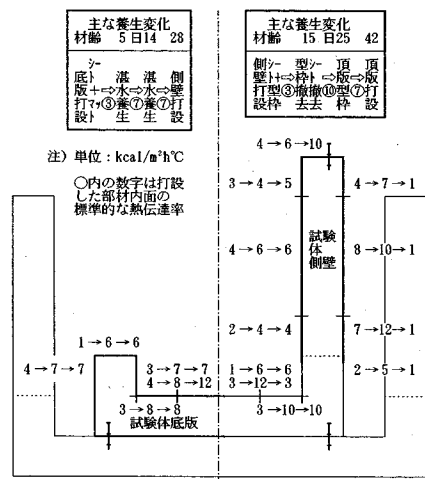 主な養生変化
材齢 5日14 28
シー
底ト 湛 湛 側
版+⇨水⇨水⇨壁
打マッ③養⑦養⑦打
設ト 生 生 設
主な養生変化
材齢 15日25 42
側シー 型シー 頂 頂
壁ト+⇨枠ト⇨版⇨版
打型③撤撤⑩型⑦打
設枠 去去 枠 設
注) 単位:kcal/m²h℃
○内の数字は打設
した部材内面の
標準的な熱伝達率
4→6→10
3→4→5
4→7→1
4→6→6
試験
体
側壁
8→10→1
2→4→4
7→12→1
1→6→6
4→7→7
3→7→7
1→6→6
2→5→1
4→8→12
3→12→3
3→8→8
3→10→10
試験体底版